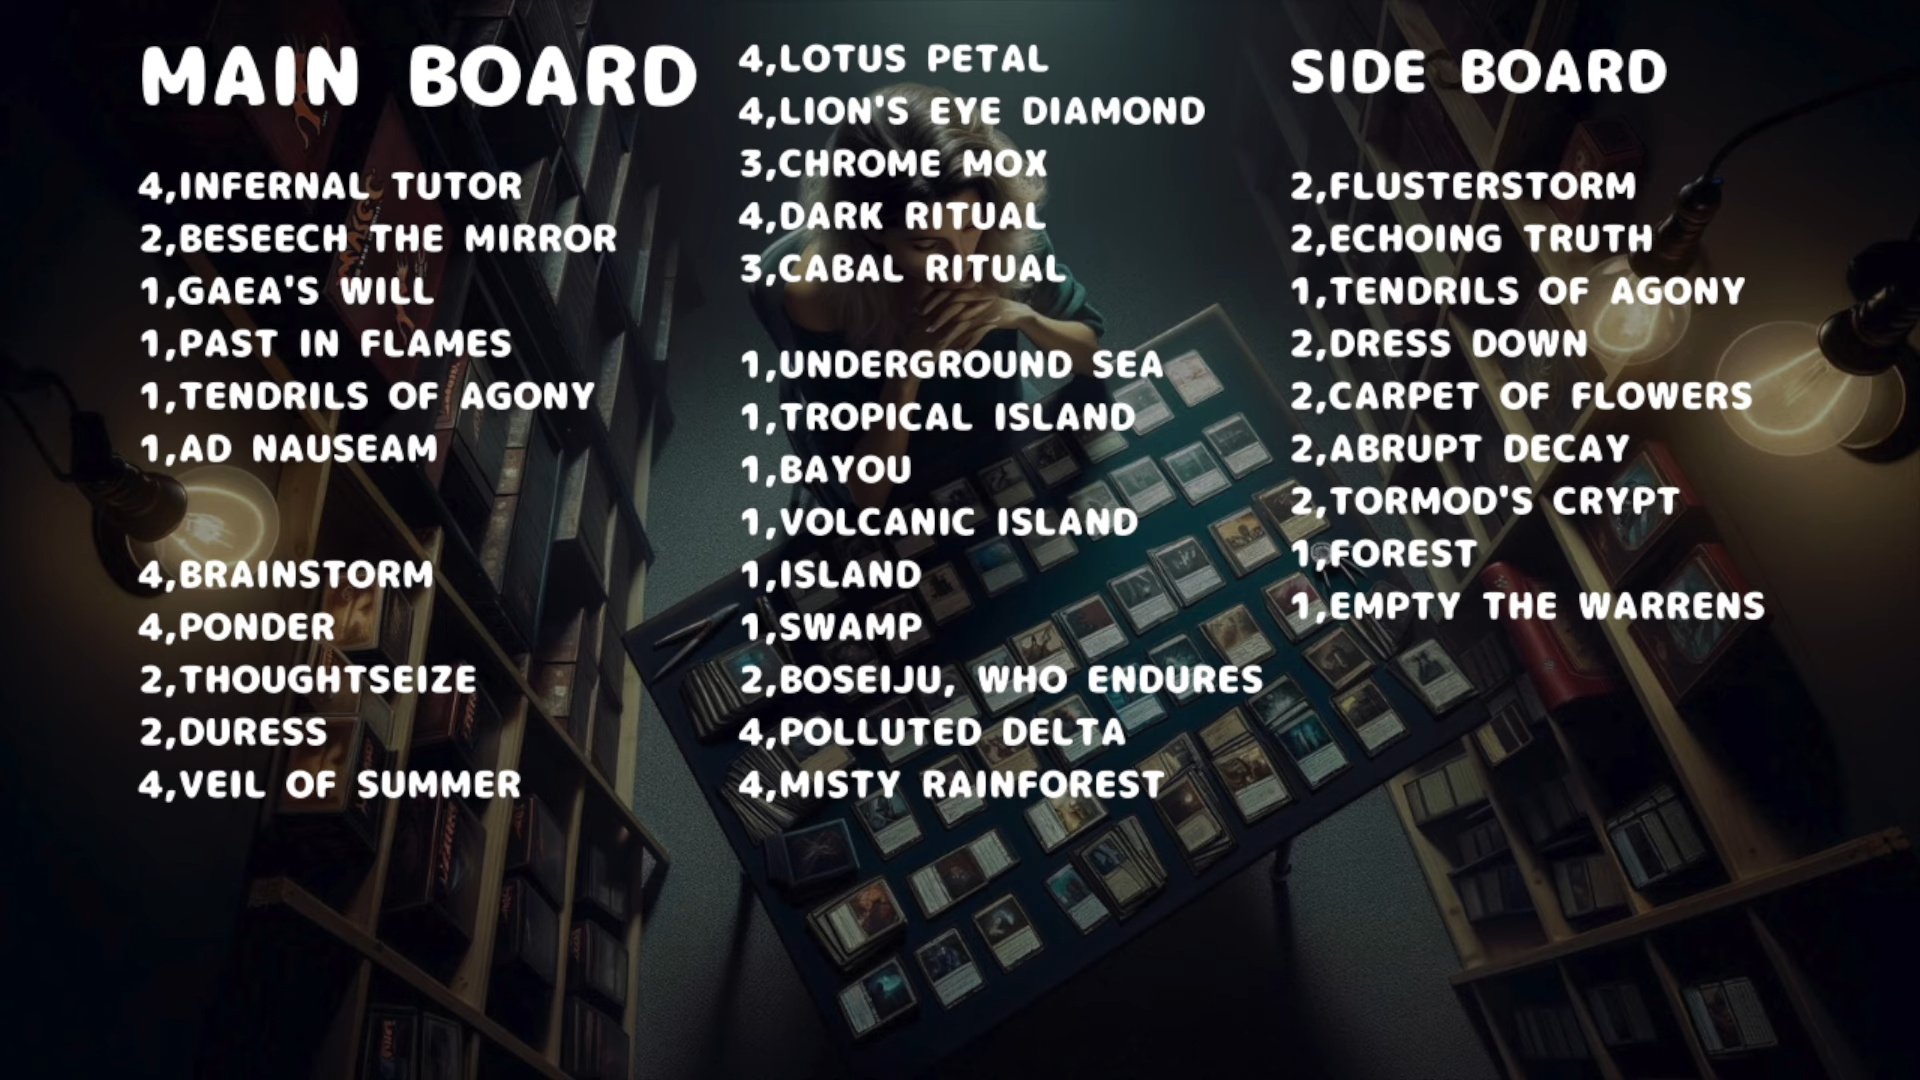 MAIN BOARD
4,INFERNAL TUTOR
2,BESEECH THE MIRROR
1,GAEA'S WILL
1,PAST IN FLAMES
1,TENDRILS OF AGONY
1,AD NAUSEAM
4,BRAINSTORM
4,PONDER
2,THOUGHTSEIZE
2,DURESS
4,VEIL OF SUMMER
4,LOTUS PETAL
4,LION'S EYE DIAMOND
3,CHROME MOX
4,DARK RITUAL
3,CABAL RITUAL
1,UNDERGROUND SEA
1,TROPICAL ISLAND
1,BAYOU
1,VOLCANIC ISLAND
1,ISLAND
1,SWAMP
2,BOSEIJU, WHO ENDURES
4,POLLUTED DELTA
4,MISTY RAINFOREST
SIDE BOARD
2,FLUSTERSTORM
2,ECHOING TRUTH
1,TENDRILS OF AGONY
2,DRESS DOWN
2,CARPET OF FLOWERS
2,ABRUPT DECAY
2,TORMOD'S CRYPT
1,FOREST
1,EMPTY THE WARRENS